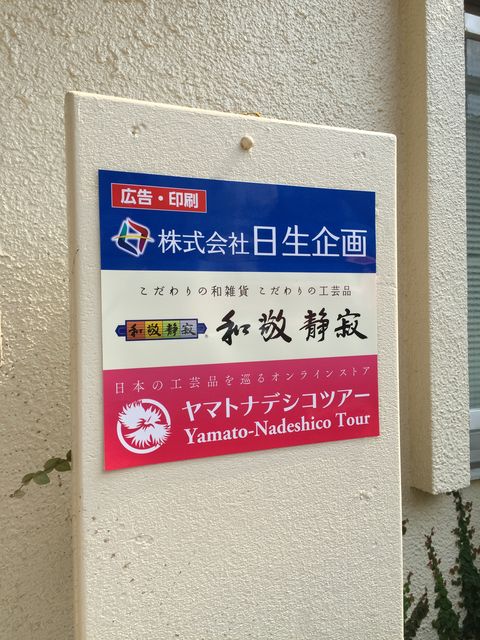 広告・印刷
株式会社日生企画
こだわりの和雑貨 こだわりの工芸品
和敬静寂® 和敬静寂
日本の工芸品を巡るオンラインストア
ヤマトナデシコツアー
Yamato-Nadeshico Tour